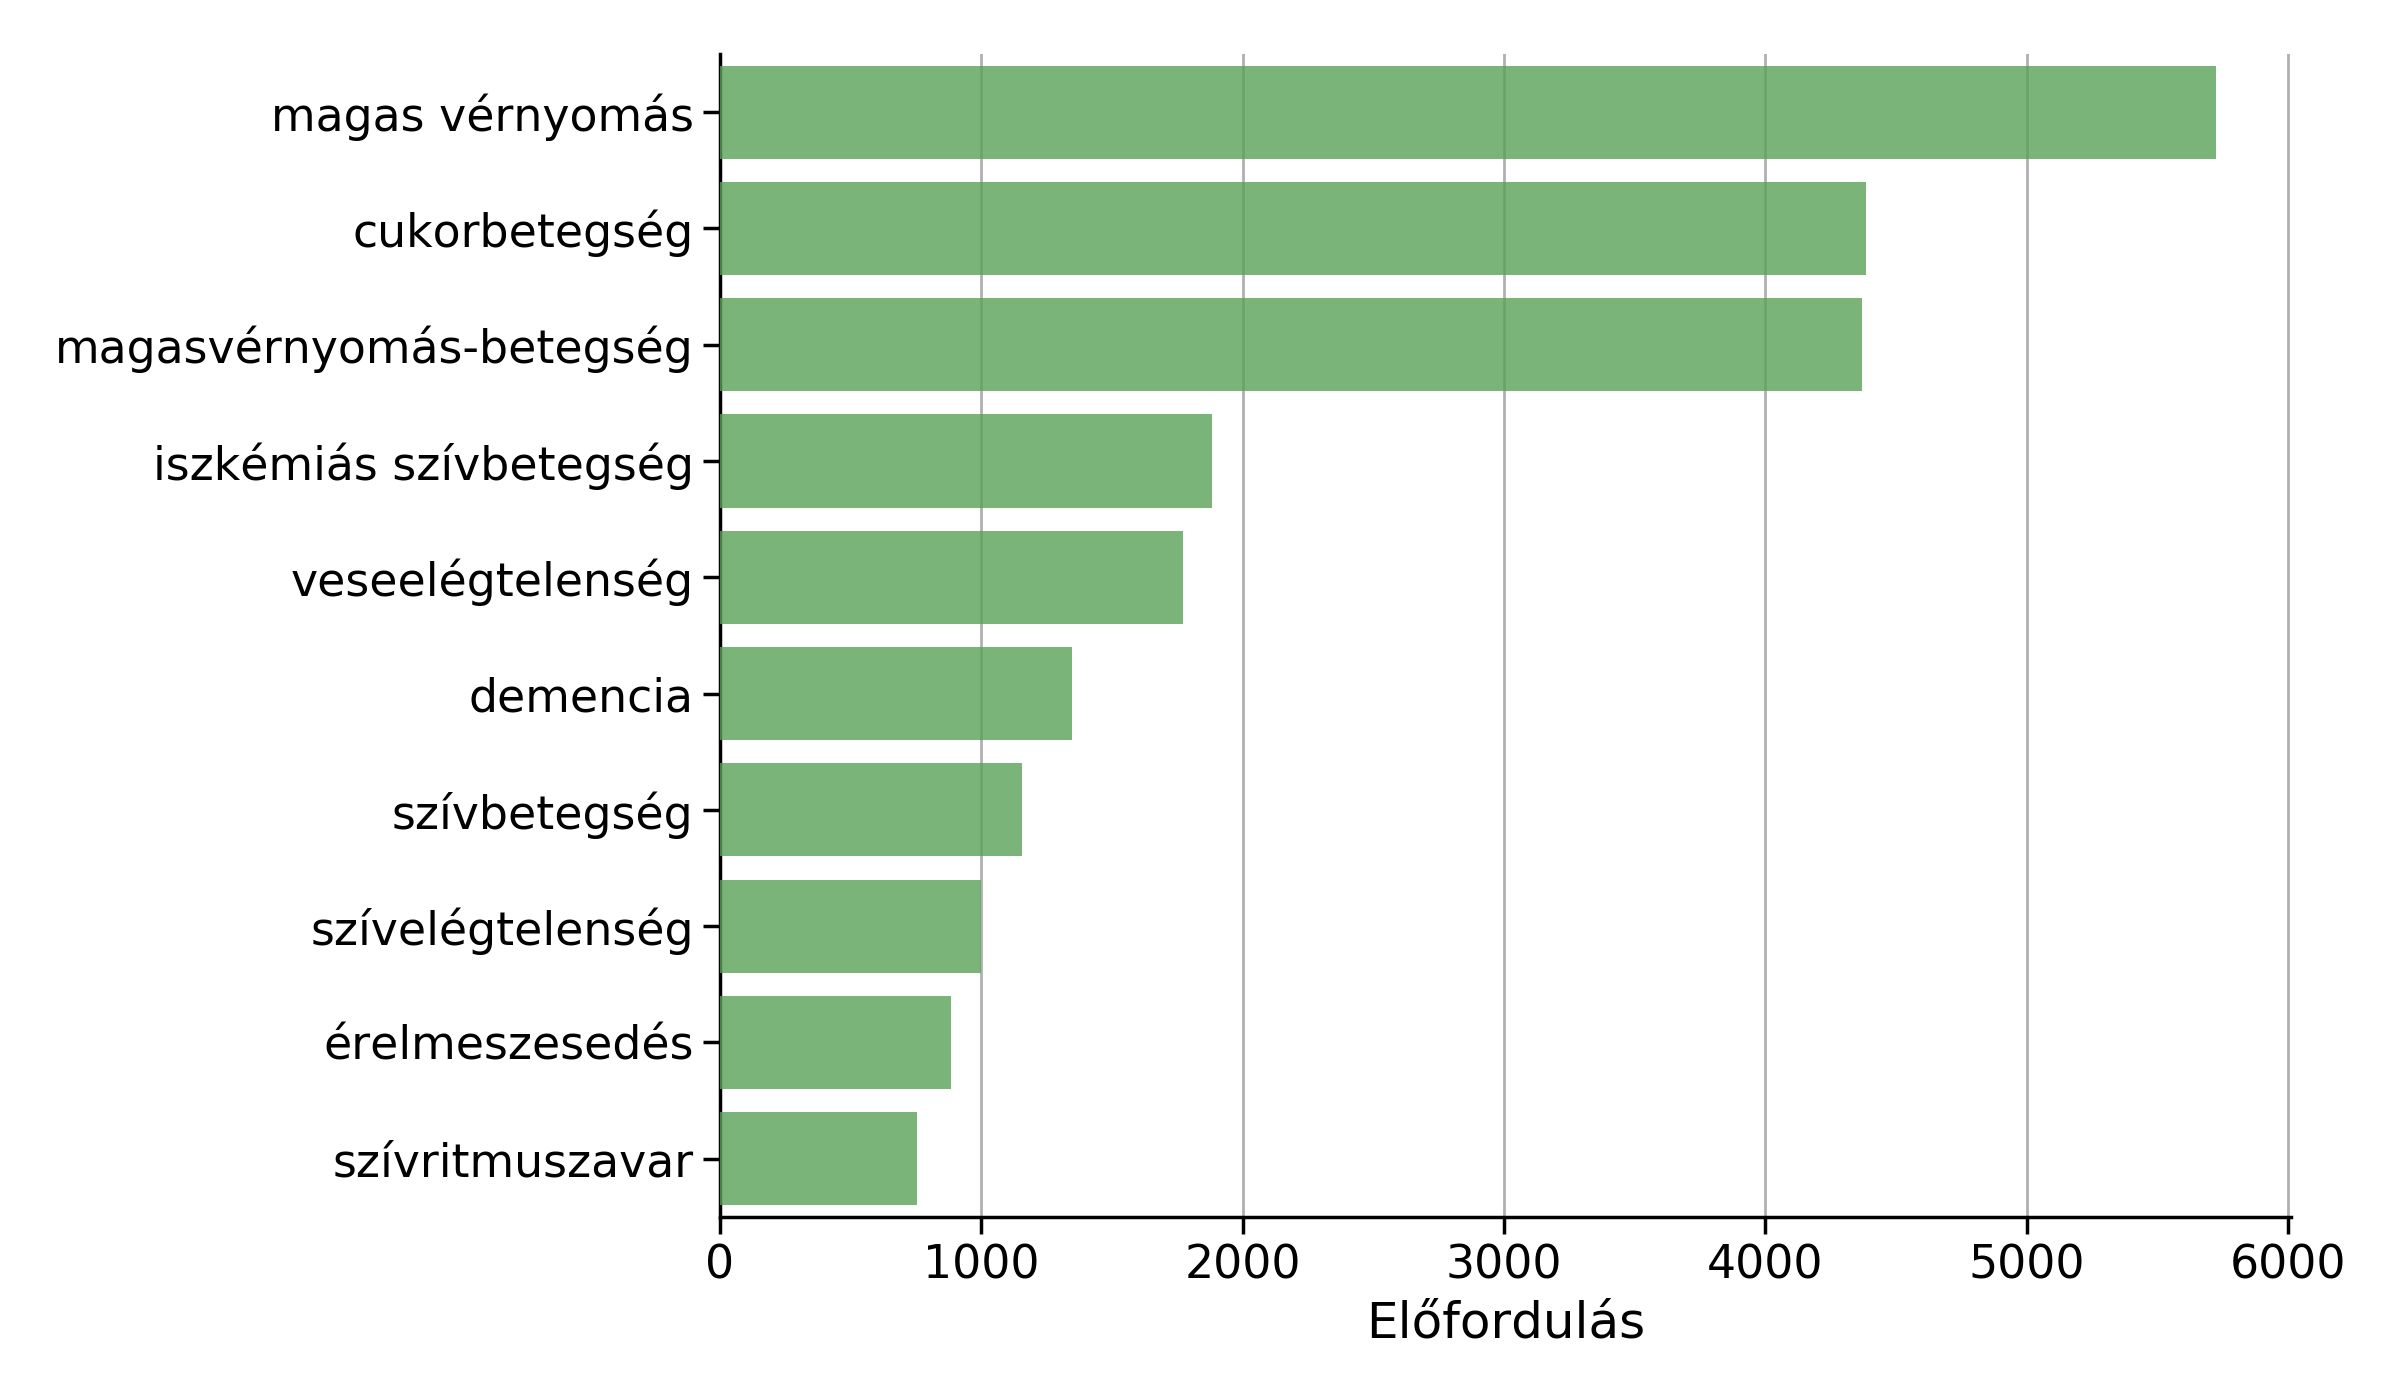 magas vérnyomás
cukorbetegség
magasvérnyomás-betegség
iszkémiás szívbetegség
veseelégtelenség
demencia
szívbetegség
szívelégtelenség
érelmeszesedés
szívritmuszavar
0 1000 2000 3000 4000 5000 6000
Előfordulás